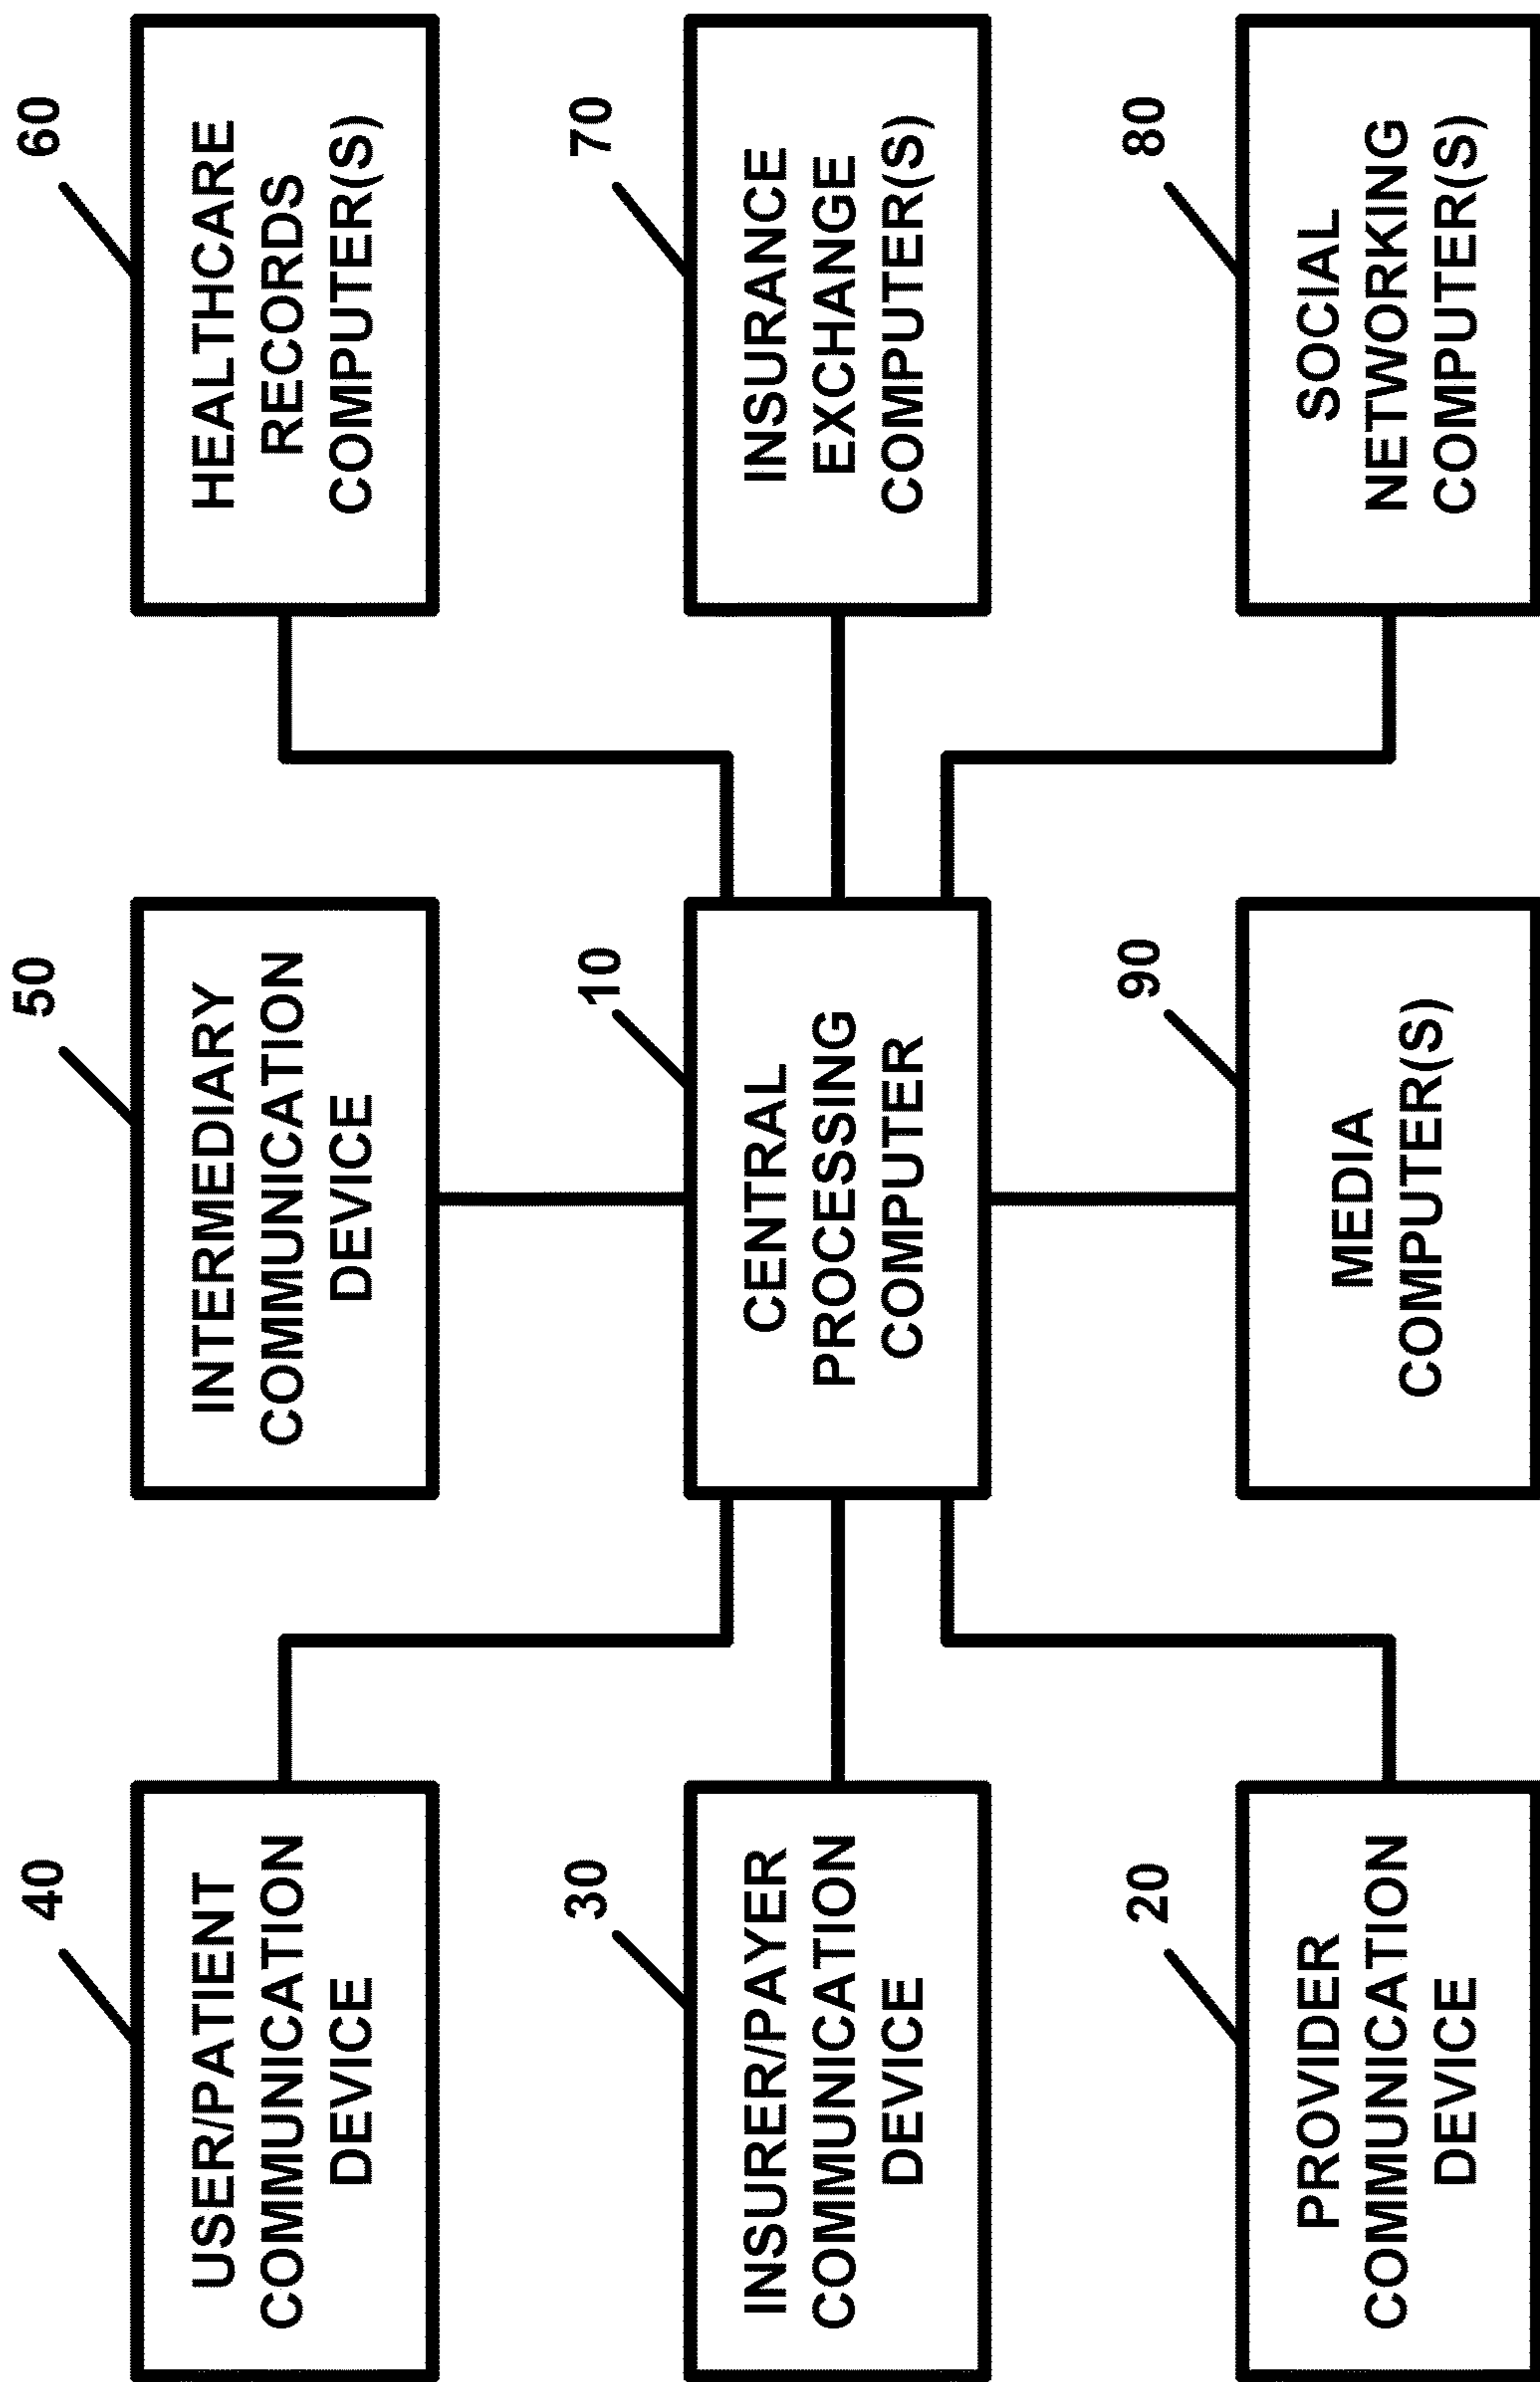 40
USER/PATIENT
COMMUNICATION
DEVICE
50
INTERMEDIARY
COMMUNICATION
DEVICE
60
HEALTHCARE
RECORDS
COMPUTER(S)
30
INSURER/PAYER
COMMUNICATION
DEVICE
10
CENTRAL
PROCESSING
COMPUTER
70
INSURANCE
EXCHANGE
COMPUTER(S)
20
PROVIDER
COMMUNICATION
DEVICE
90
MEDIA
COMPUTER(S)
80
SOCIAL
NETWORKING
COMPUTER(S)